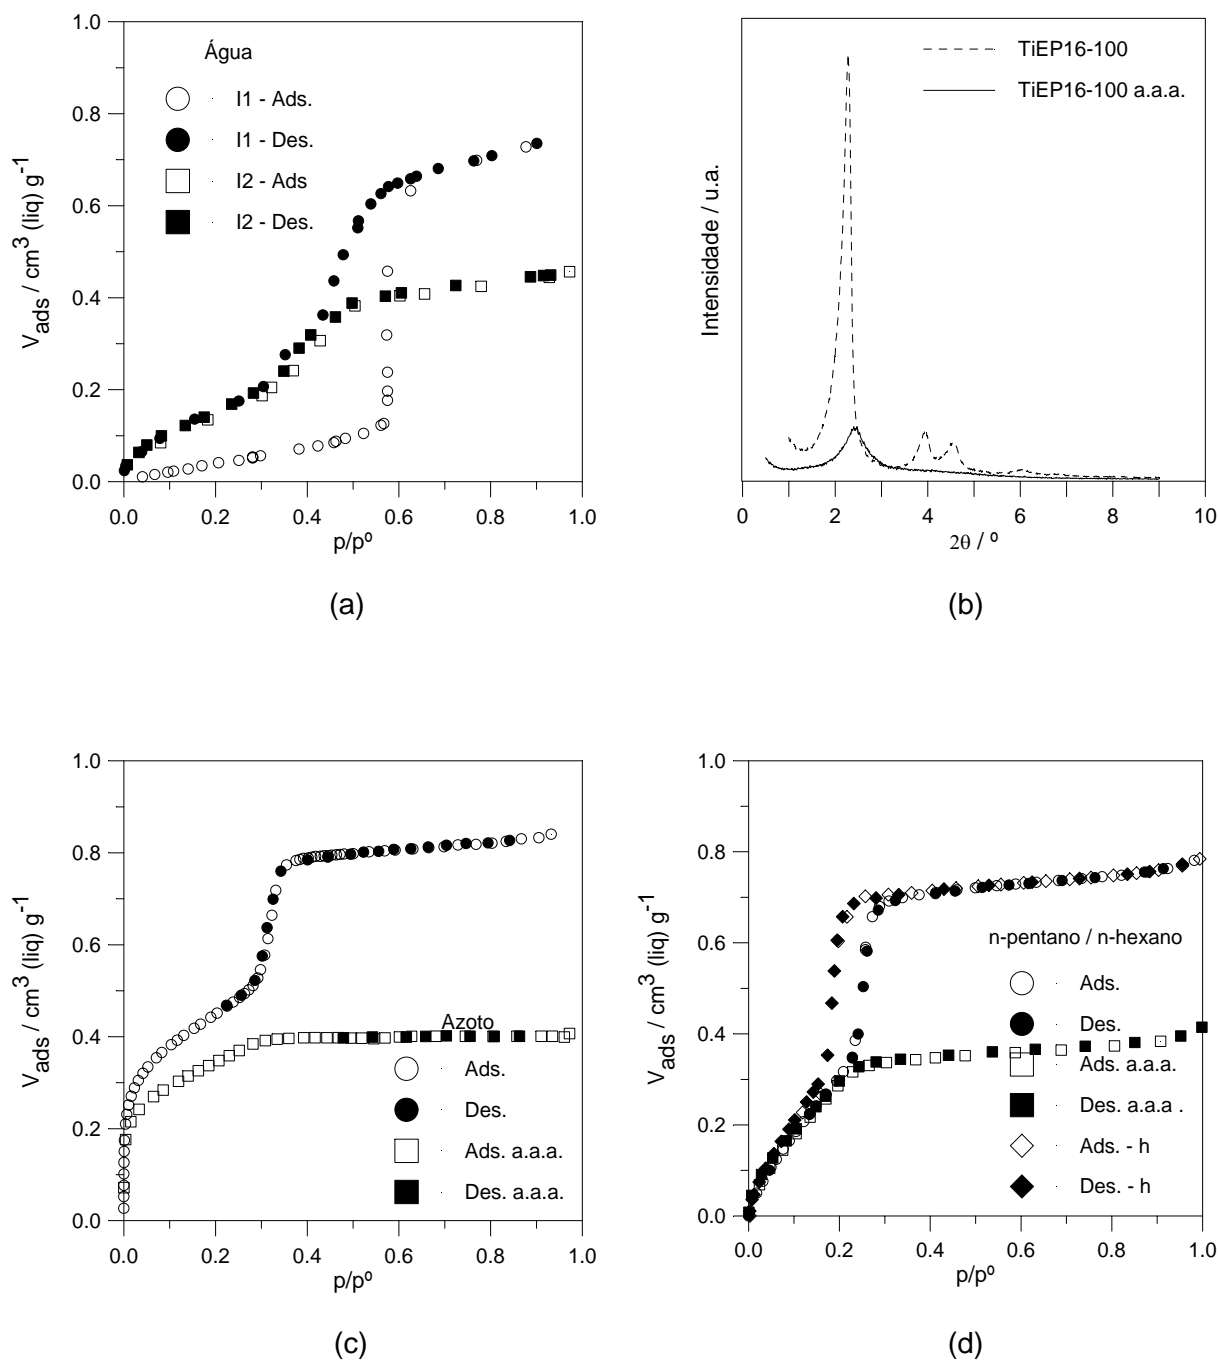 Água
I1 - Ads.
I1 - Des.
I2 - Ads
I2 - Des.
V_ads / cm³ (liq) g⁻¹
1.0
0.8
0.6
0.4
0.2
0.0
0.0 0.2 0.4 0.6 0.8 1.0
p/pº
(a)
TiEP16-100
TiEP16-100 a.a.a.
Intensidade / u.a.
0 2 4 6 8 10
2θ / º
(b)
V_ads / cm³ (liq) g⁻¹
1.0
0.8
0.6
0.4
0.2
0.0
Azoto
Ads.
Des.
Ads. a.a.a.
Des. a.a.a.
0.0 0.2 0.4 0.6 0.8 1.0
p/pº
(c)
V_ads / cm³ (liq) g⁻¹
1.0
0.8
0.6
0.4
0.2
0.0
n-pentano / n-hexano
Ads.
Des.
Ads. a.a.a.
Des. a.a.a .
Ads. - h
Des. - h
0.0 0.2 0.4 0.6 0.8 1.0
p/pº
(d)